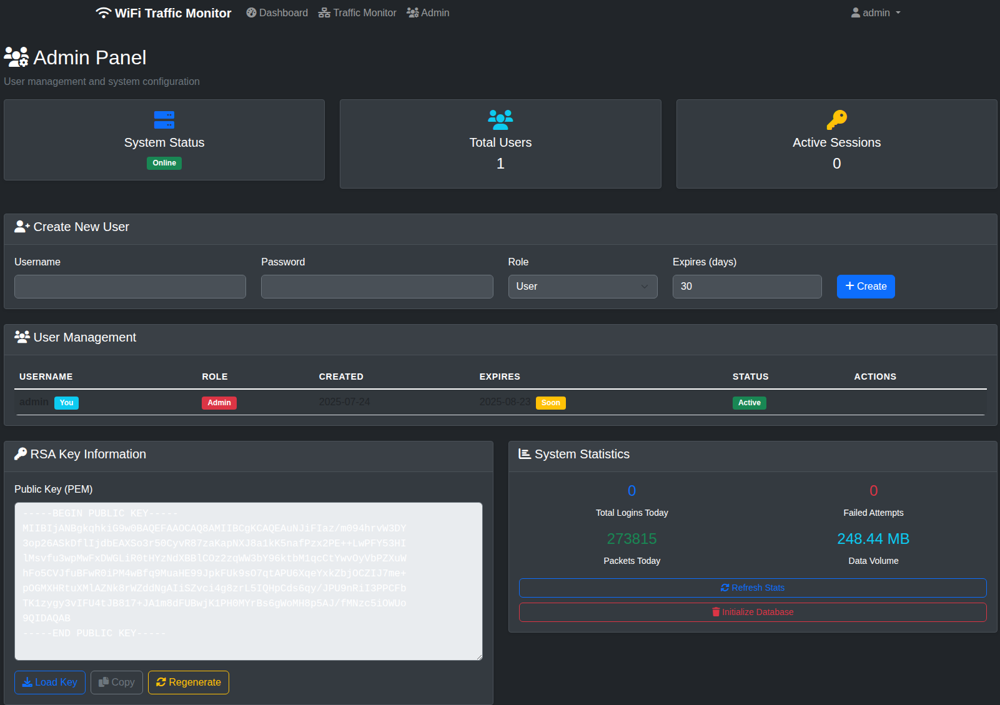 WiFi Traffic Monitor Dashboard Traffic Monitor Admin admin
Admin Panel
User management and system configuration
System Status
Online
Total Users
1
Active Sessions
0
Create New User
Username Password Role Expires (days)
User 30 Create
User Management
USERNAME ROLE CREATED EXPIRES STATUS ACTIONS
admin You Admin 2025-07-24 2025-08-23 Soon Active
RSA Key Information
Public Key (PEM)
-----BEGIN PUBLIC KEY-----
MIIBIjANBgkqhkiG9w0BAQEFAAOCAQ8AMIIBCgKCAQEAuNJiFIaz/m094hrvW3DY
3op26ASkDflIjdbEAXSo3r50CyvR87zaKapNXJ8a1kK5nafPzx2PE++LwPFY53HI
lMsvfu3wpMwFxDWGLiR0tHYzNdXBBlCOz2zqWW3bY96ktbM1qcCtYwvOyVbPZXuW
hFo5CVJfuBFwR0iPM4wBfq9MuaHE99JpkFUk9sO7qtAPU6XqeYxkZbjOCZIJ7me+
pOGMXHRtuXMlAZNk8rWZddNgAIiSZvci4g8zrL5IQHpCds6qy/JPU9nRiI3PPCFb
TK1zygy3vIFU4tJB817+JA1m8dFUBwjK1PH0MYrBs6gWoMH8p5AJ/fMNzc5iOWUo
9QIDAQAB
-----END PUBLIC KEY-----
Load Key Copy Regenerate
System Statistics
0
Total Logins Today
0
Failed Attempts
273815
Packets Today
248.44 MB
Data Volume
Refresh Stats
Initialize Database